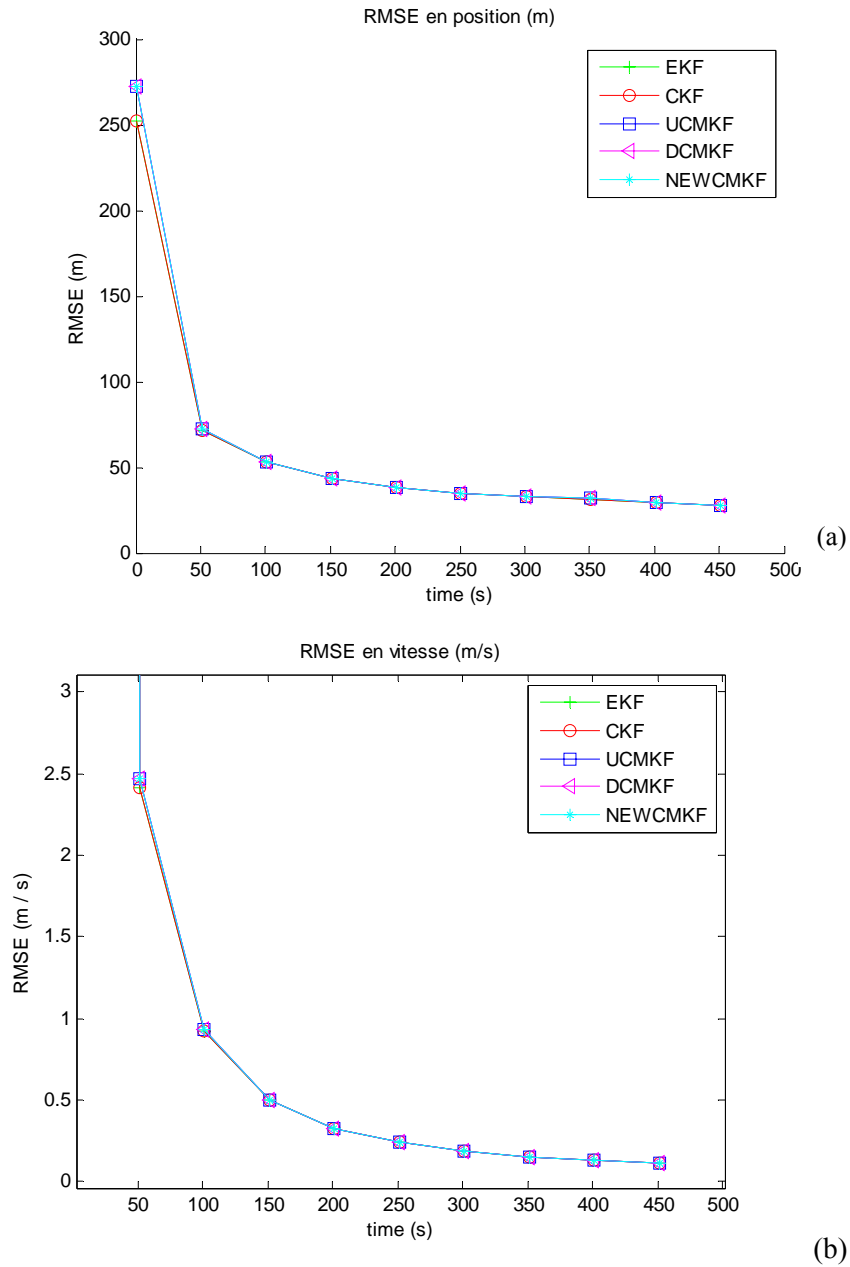 RMSE en position (m)
300
250
200
150
100
50
0
RMSE (m)
EKF
CKF
UCMKF
DCMKF
NEWCMKF
0 50 100 150 200 250 300 350 400 450 500
time (s)
(a)
RMSE en vitesse (m/s)
3
2.5
2
1.5
1
0.5
0
RMSE (m / s)
EKF
CKF
UCMKF
DCMKF
NEWCMKF
50 100 150 200 250 300 350 400 450 500
time (s)
(b)